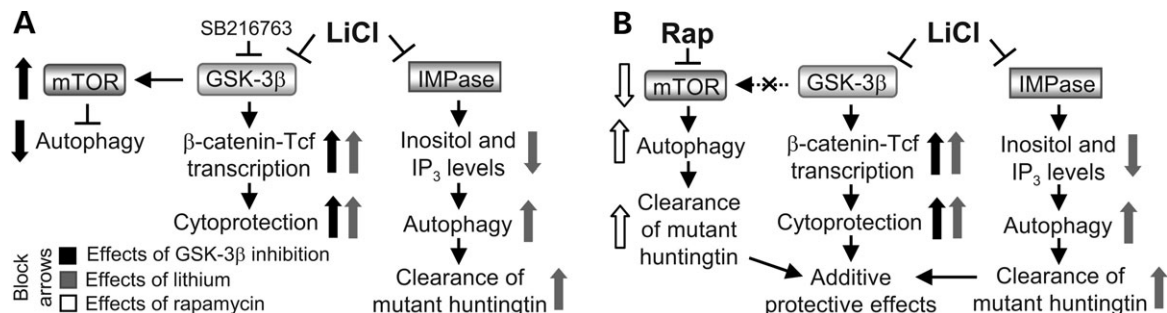 A
SB216763
LiCl
mTOR
GSK-3β
IMPase
Autophagy
β-catenin-Tcf
transcription
Inositol and
IP3 levels
Cytoprotection
Autophagy
Clearance of
mutant huntingtin
Block
arrows
Effects of GSK-3β inhibition
Effects of lithium
Effects of rapamycin
B
Rap
LiCl
mTOR
GSK-3β
IMPase
Autophagy
β-catenin-Tcf
transcription
Inositol and
IP3 levels
Clearance
of mutant
huntingtin
Cytoprotection
Autophagy
Additive
protective effects
Clearance of
mutant huntingtin